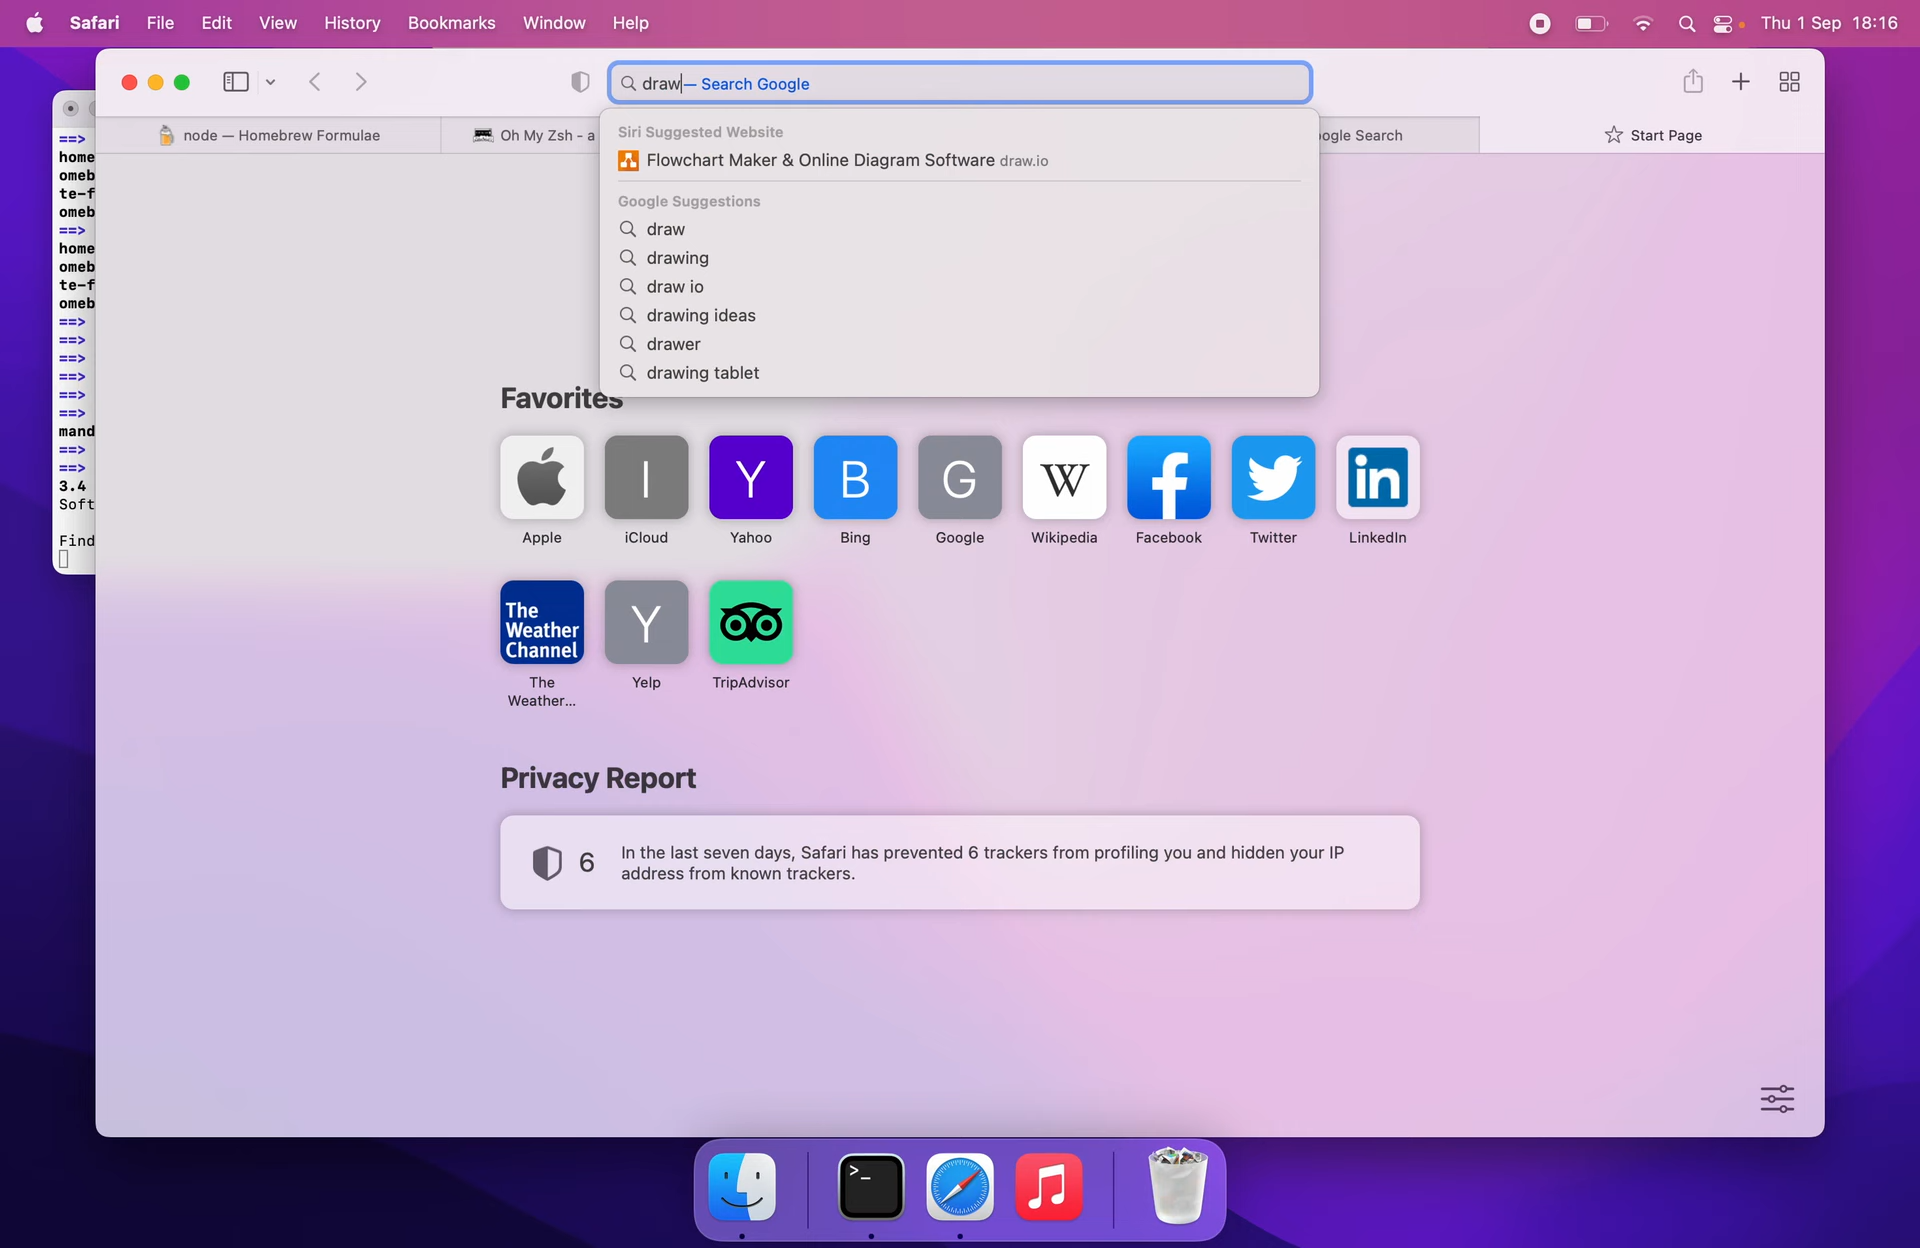 Safari File Edit View History Bookmarks Window Help Thu 1 Sep 18:16
draw — Search Google
node — Homebrew Formulae
Oh My Zsh - a
ogle Search
Start Page
Siri Suggested Website
Flowchart Maker & Online Diagram Software draw.io
Google Suggestions
draw
drawing
draw io
drawing ideas
drawer
drawing tablet
==>
home
omeb
te-f
omeb
==>
home
omeb
te-f
omeb
==>
==>
==>
==>
==>
==>
mand
==>
==>
3.4
Soft
Find
Favorites
I Y B G W f in
Apple iCloud Yahoo Bing Google Wikipedia Facebook Twitter LinkedIn
The
Weather
Channel
Y
The
Weather...
Yelp TripAdvisor
Privacy Report
6
In the last seven days, Safari has prevented 6 trackers from profiling you and hidden your IP
address from known trackers.
>_